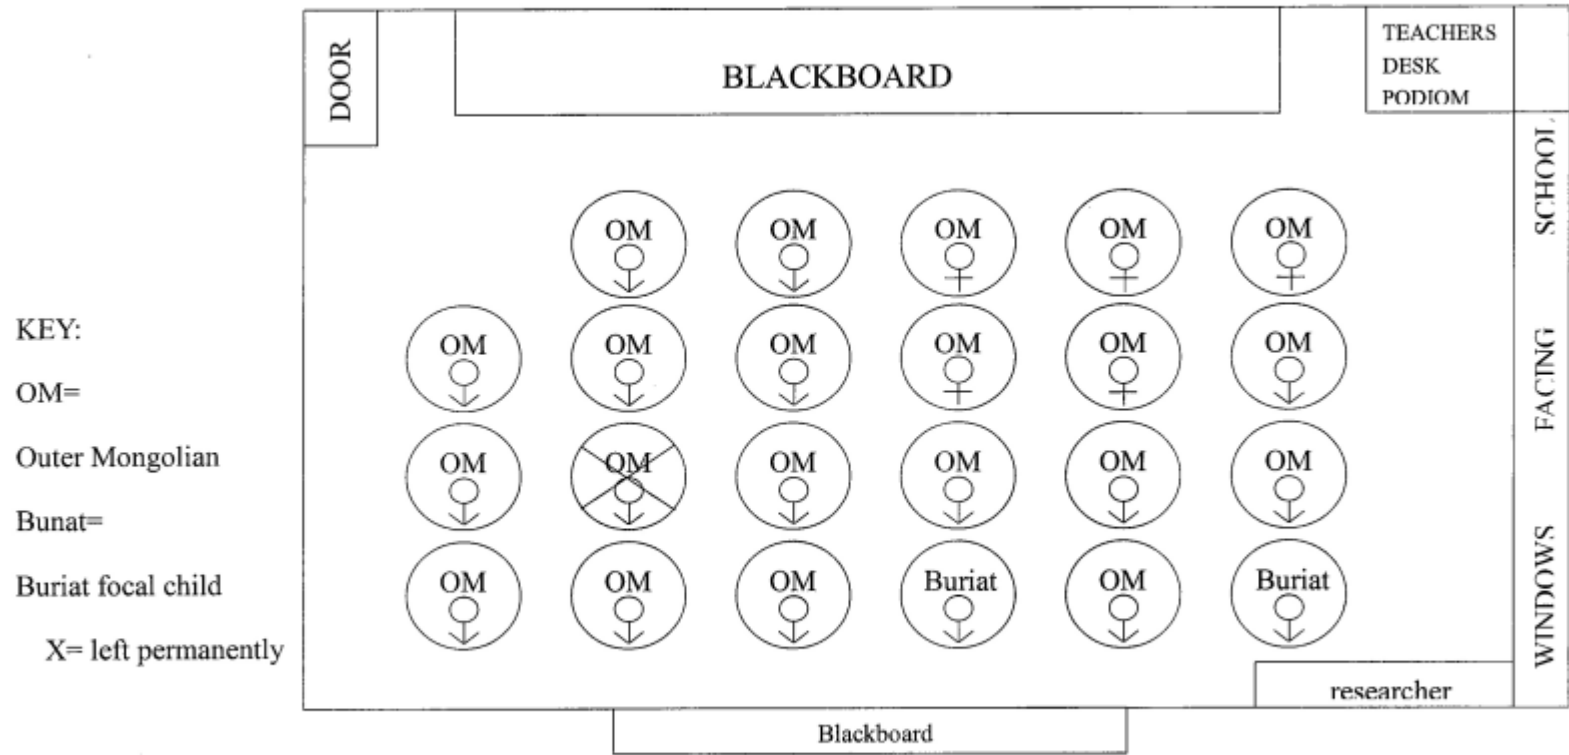 DOOR
BLACKBOARD
TEACHERS
DESK
PODIOM
OM OM OM OM OM
OM OM OM OM OM OM
OM OM OM OM OM OM
OM OM OM Buriat OM Buriat
KEY:
OM=
Outer Mongolian
Bunat=
Buriat focal child
X= left permanently
WINDOWS FACING SCHOOL
researcher
Blackboard